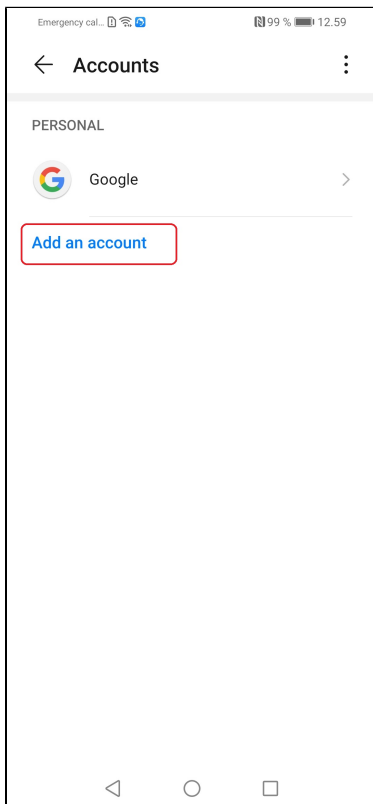 Emergency cal... 99 % 12.59
Accounts
PERSONAL
Google
Add an account